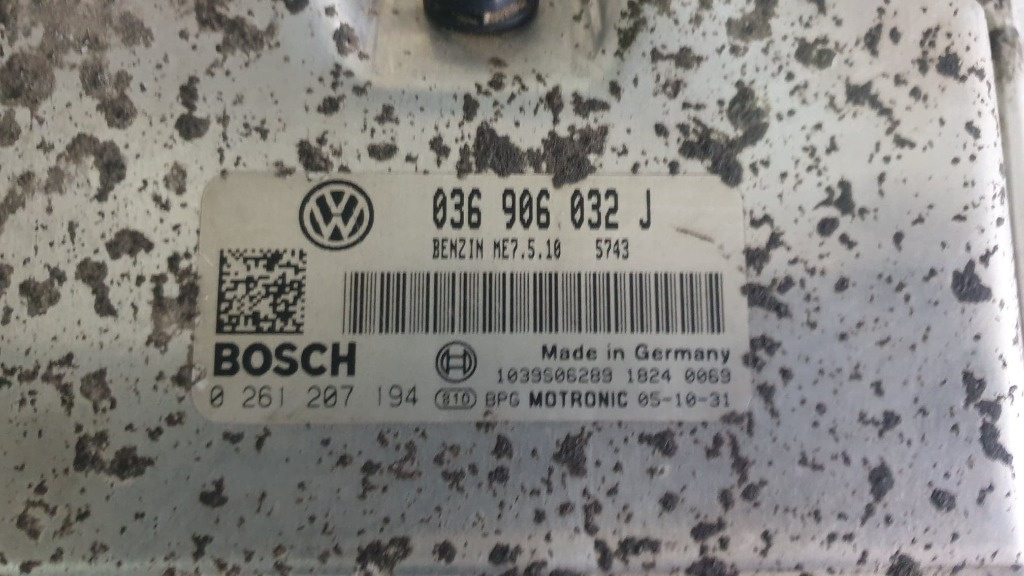 036 906 032 J
BENZIN ME7.5.10 5743
BOSCH
Made in Germany
1039S06289 1824 0069
0 261 207 194
810 BPG MOTRONIC 05-10-31